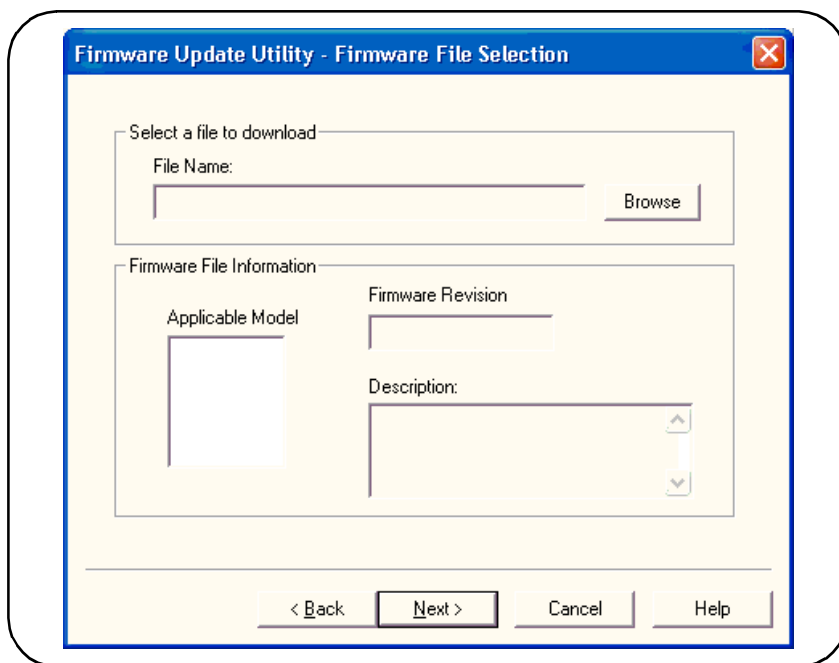 Firmware Update Utility - Firmware File Selection
Select a file to download
File Name:
Browse
Firmware File Information
Applicable Model
Firmware Revision
Description:
< Back
Next >
Cancel
Help